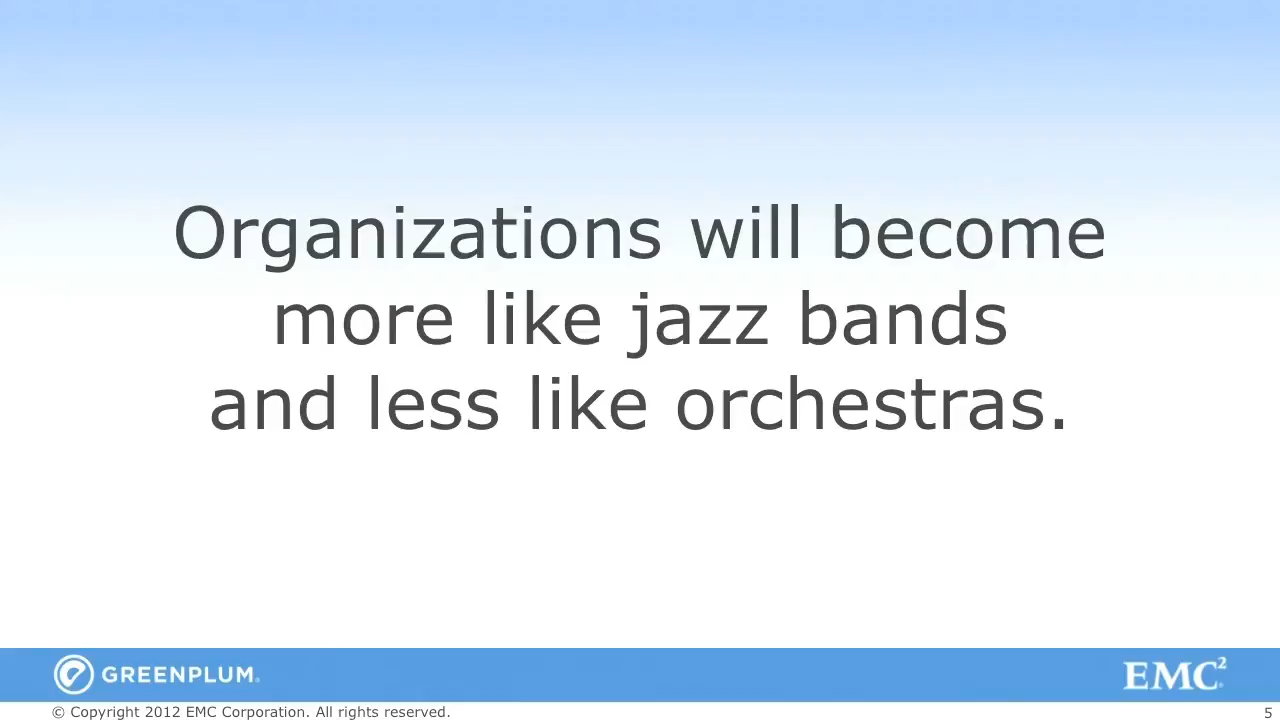 Organizations will become
more like jazz bands
and less like orchestras.
GREENPLUM
EMC²
© Copyright 2012 EMC Corporation. All rights reserved.
5